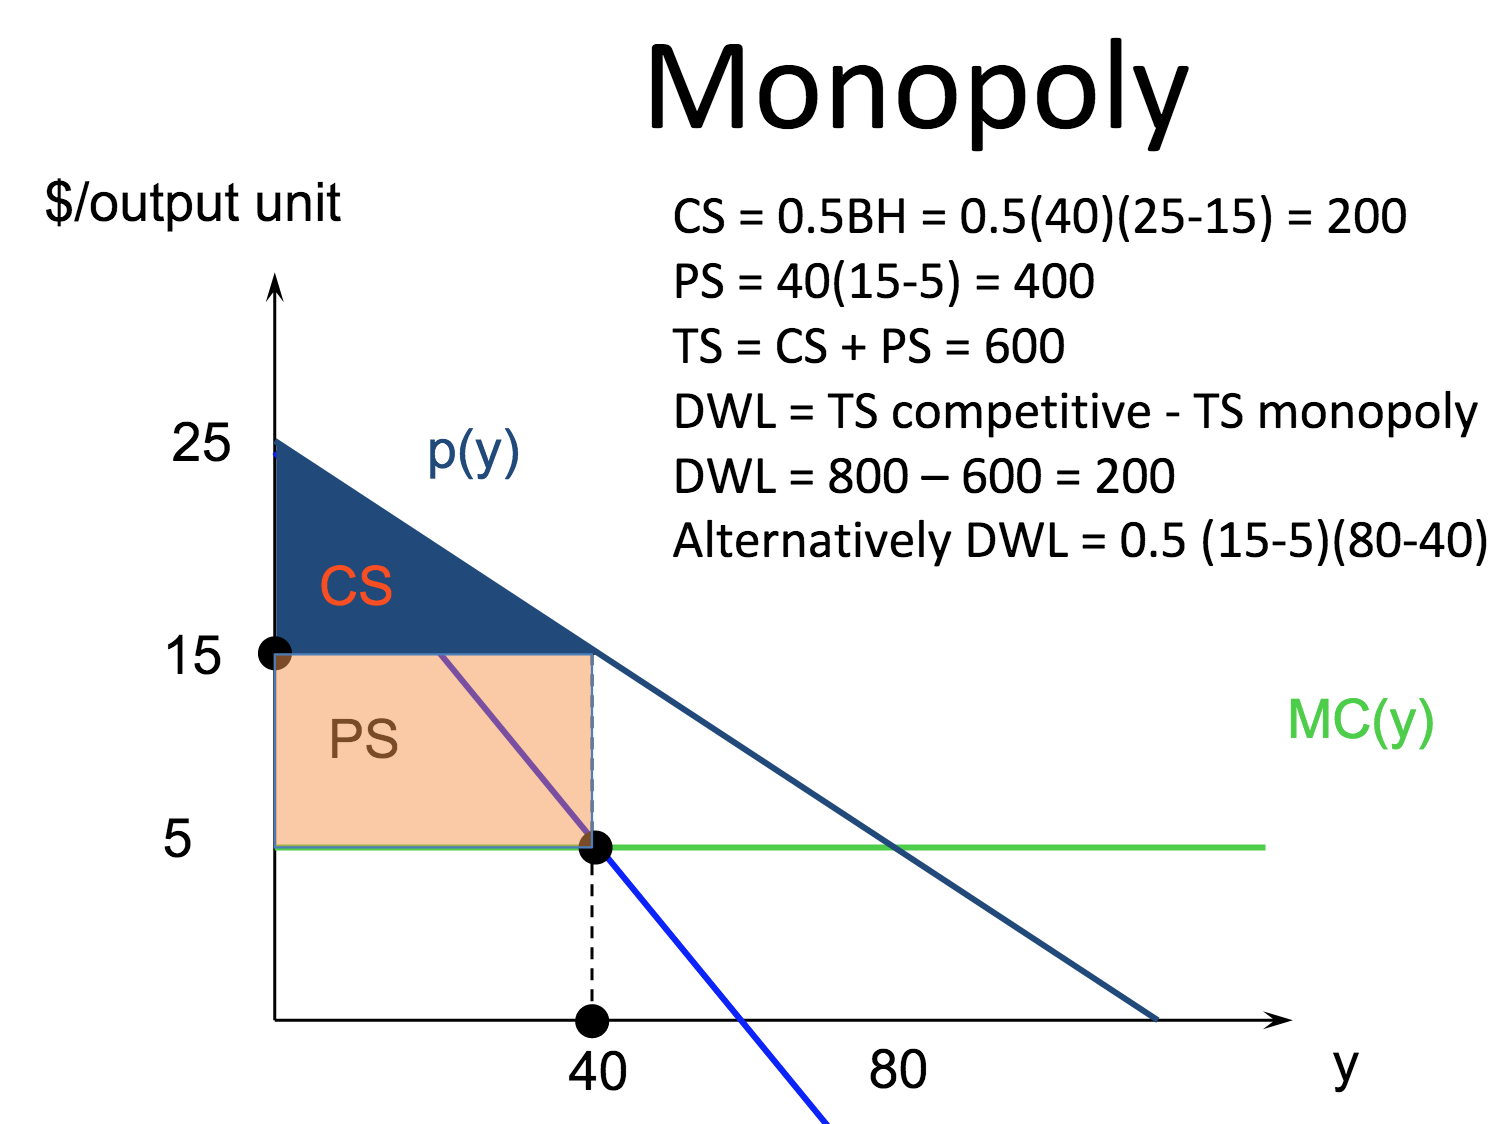 Monopoly
$/output unit
CS = 0.5BH = 0.5(40)(25-15) = 200
PS = 40(15-5) = 400
TS = CS + PS = 600
DWL = TS competitive - TS monopoly
DWL = 800 – 600 = 200
Alternatively DWL = 0.5 (15-5)(80-40)
25
p(y)
CS
15
PS
MC(y)
5
40
80
y